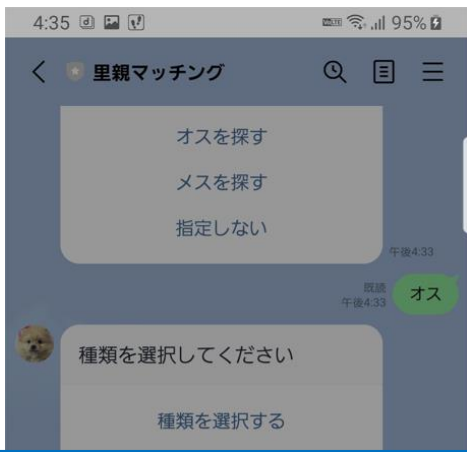 4:35 95%
里親マッチング
オスを探す
メスを探す
指定しない
午後4:33
既読
午後4:33
オス
種類を選択してください
種類を選択する